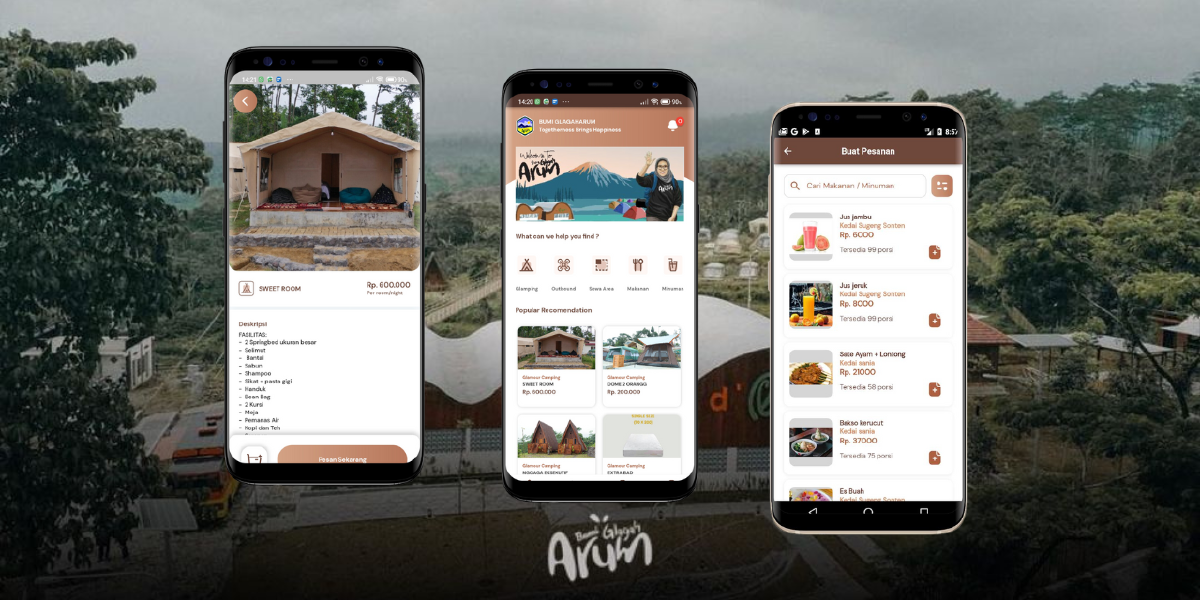 14:21
90%
SWEET ROOM
Rp. 600.000
Per room/night
Deskripsi
FASILITAS:
- 2 Springbed ukuran besar
- Selimut
- Bantal
- Sabun
- Shampoo
- Sikat + pasta gigi
- Handuk
- Bean Bag
- 2 Kursi
- Meja
- Pemanas Air
- Kopi dan Teh
Pesan Sekarang
14:20
90%
BUMI GLAGAHARUM
Togetherness Brings Happiness
0
Welcome To
Bumi Glagah
Arum
What can we help you find ?
Glamping
Outbound
Sewa Area
Makanan
Minuman
Popular Recomendation
Glamour Camping
SWEET ROOM
Rp. 600.000
Glamour Camping
DOME 2 ORANGG
Rp. 200.000
SINGLE BED
Glamour Camping
Glamour Camping
EXTRABAD
8:57
Buat Pesanan
Cari Makanan / Minuman
Jus jambu
Kedai Sugeng Sonten
Rp. 6000
Tersedia 99 porsi
Jus jeruk
Kedai Sugeng Sonten
Rp. 8000
Tersedia 99 porsi
Sate Ayam + Lontong
Kedai sania
Rp. 21000
Tersedia 58 porsi
Bakso kerucut
Kedai sania
Rp. 37000
Tersedia 75 porsi
Es Buah
Kedai Sugeng Sonten
d'
Bumi Glagah
Arum